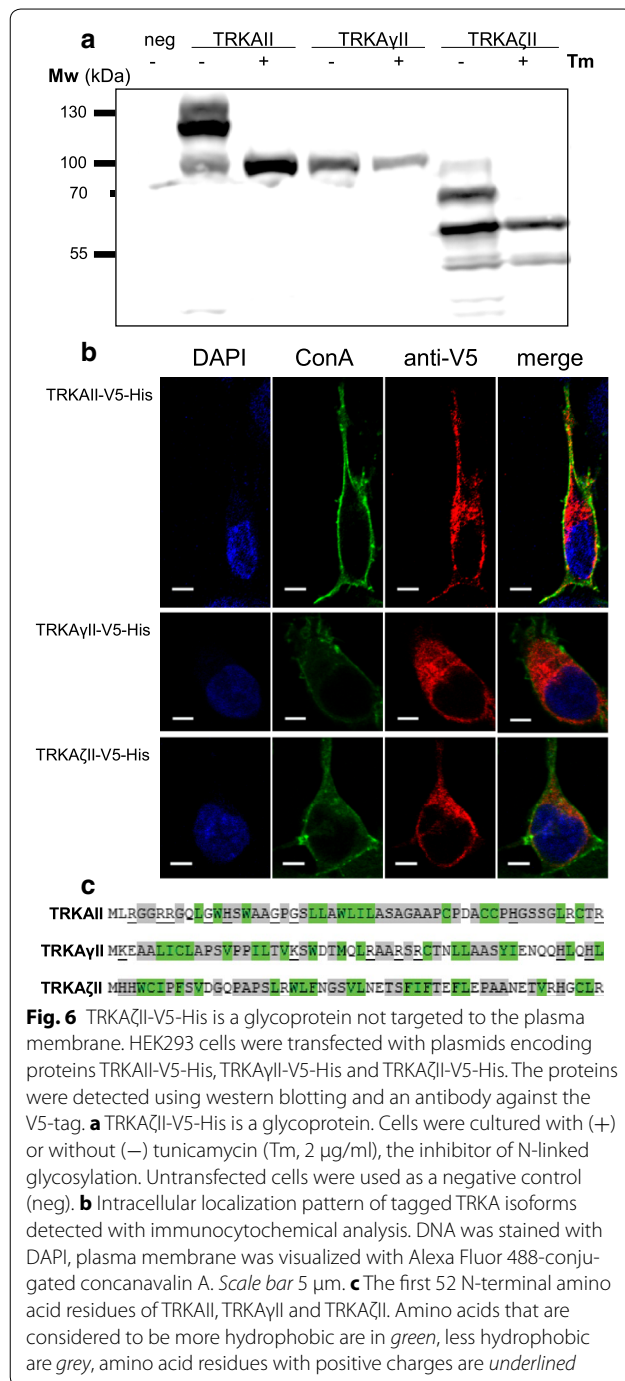 a
neg TRKAII TRKAγII TRKAζII
- - + - + - + Tm
Mw (kDa)
130
100
70
55
b
DAPI ConA anti-V5 merge
TRKAII-V5-His
TRKAγII-V5-His
TRKAζII-V5-His
c
TRKAII MLRGGRRGQLGWHSWAAGPGSLLAWLILASAGAAPCPDACCPHGSSGLRCTR
TRKAγII MKEAALICLAPSVPPILTVKSWDTMQLRAARSRCTNLLAASYIENQQHLQHL
TRKAζII MHHWCIPFSVDGQPAPSLRWLFNGSVLNETSFIFTEFLEPAANETVRHGCLR
Fig. 6 TRKAζII-V5-His is a glycoprotein not targeted to the plasma
membrane. HEK293 cells were transfected with plasmids encoding
proteins TRKAII-V5-His, TRKAγII-V5-His and TRKAζII-V5-His. The proteins
were detected using western blotting and an antibody against the
V5-tag. a TRKAζII-V5-His is a glycoprotein. Cells were cultured with (+)
or without (−) tunicamycin (Tm, 2 μg/ml), the inhibitor of N-linked
glycosylation. Untransfected cells were used as a negative control
(neg). b Intracellular localization pattern of tagged TRKA isoforms
detected with immunocytochemical analysis. DNA was stained with
DAPI, plasma membrane was visualized with Alexa Fluor 488-conju-
gated concanavalin A. Scale bar 5 μm. c The first 52 N-terminal amino
acid residues of TRKAII, TRKAγII and TRKAζII. Amino acids that are
considered to be more hydrophobic are in green, less hydrophobic
are grey, amino acid residues with positive charges are underlined